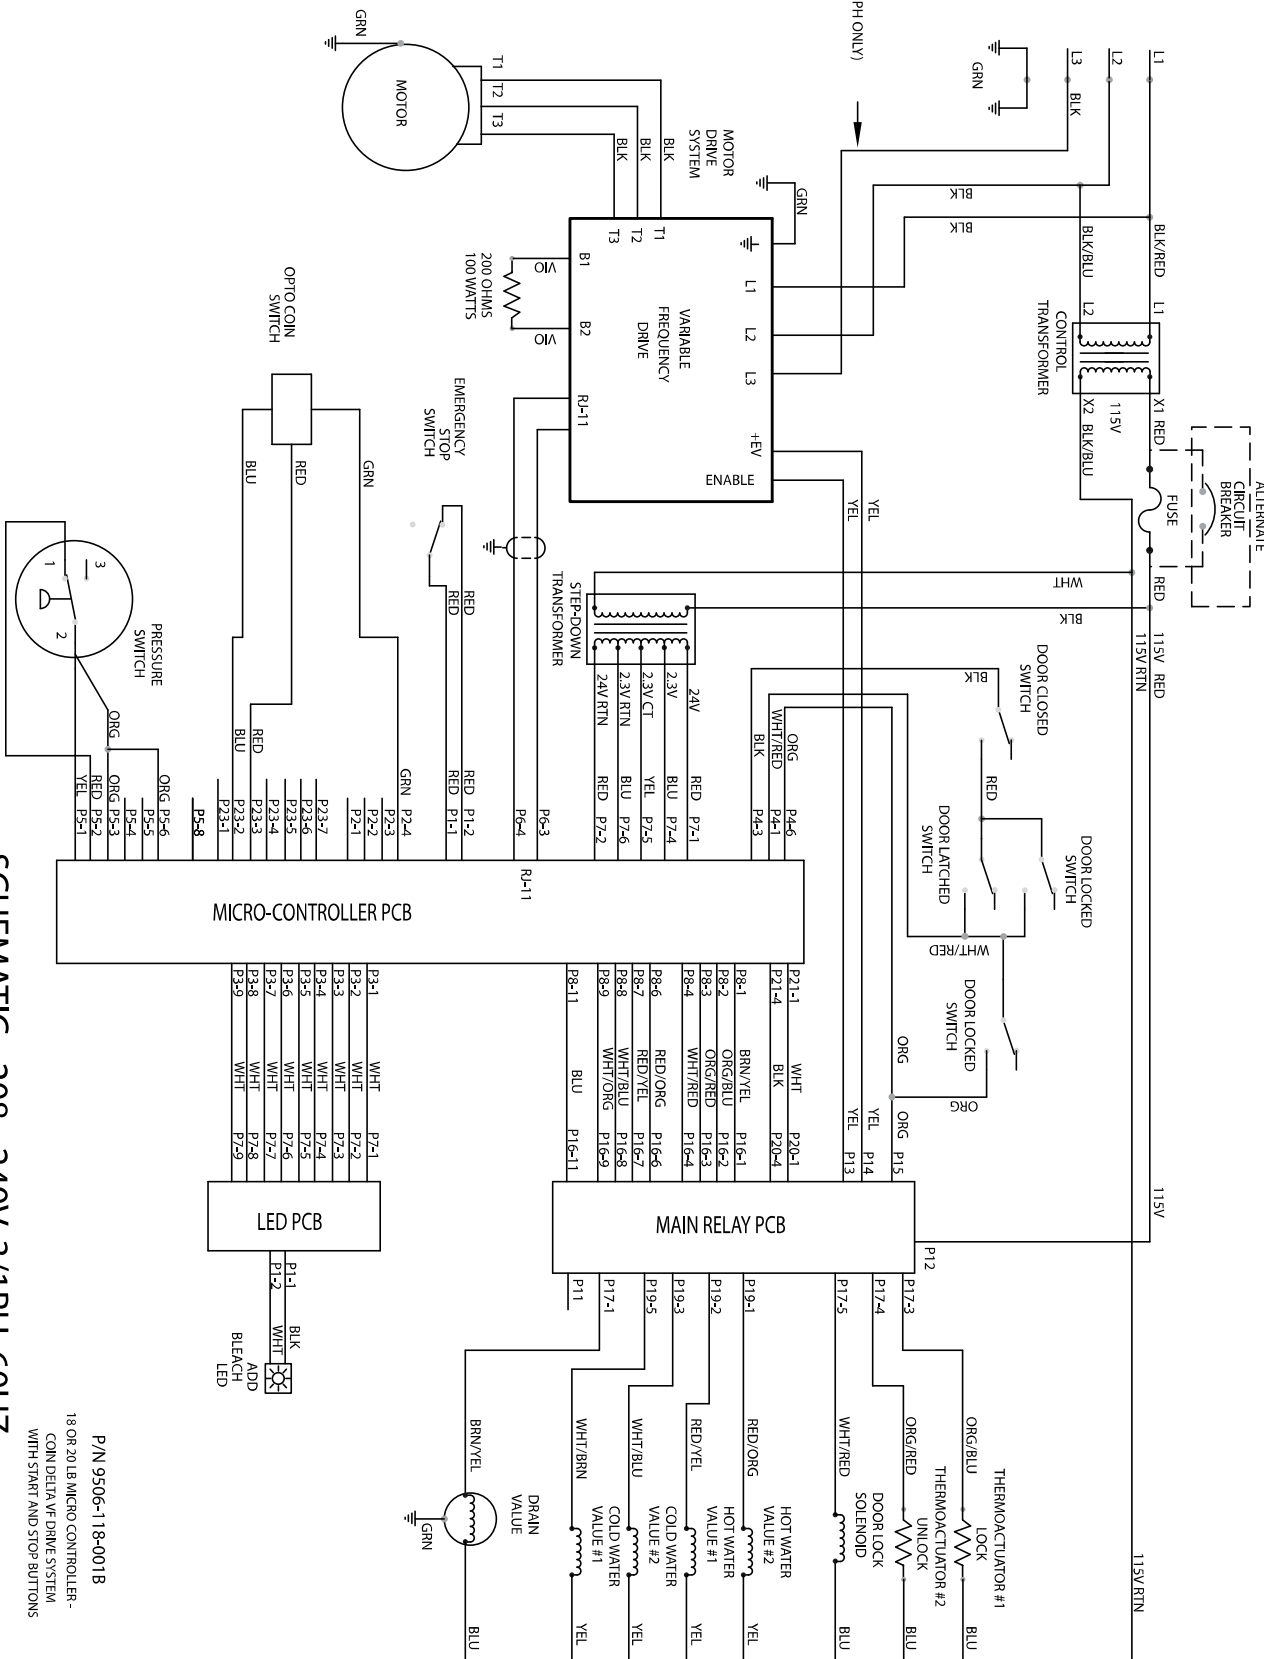 PH ONLY)
L1
L2
L3
BLK
GRN
GRN
MOTOR
T1
T2
T3
BLK
BLK
BLK
MOTOR
DRIVE
SYSTEM
GRN
BLK
BLK
BLK/RED
BLK/BLU
L1
L2
CONTROL
TRANSFORMER
X1 RED
115V
X2 BLK/BLU
ALTERNATE
CIRCUIT
BREAKER
FUSE
RED
115V RED
115V RTN
T1
T2
T3
L1
L2
L3
+EV
ENABLE
VARIABLE
FREQUENCY
DRIVE
B1
B2
RJ-11
VIO
VIO
200 OHMS
100 WATTS
YEL
YEL
WHT
BLK
OPTO COIN
SWITCH
GRN
RED
BLU
EMERGENCY
STOP
SWITCH
RED
RED
STEP-DOWN
TRANSFORMER
24V
2.3V
2.3V CT
2.3V RTN
24V RTN
RED
BLU
YEL
BLU
RED
P7-1
P7-4
P7-5
P7-6
P7-2
BLK
DOOR CLOSED
SWITCH
RED
DOOR LATCHED
SWITCH
DOOR LOCKED
SWITCH
WHT/RED
DOOR LOCKED
SWITCH
ORG
ORG
ORG
ORG
WHT/RED
BLK
P4-6
P4-1
P4-3
PRESSURE
SWITCH
1
2
3
ORG
ORG P5-6
P5-5
P5-4
ORG P5-3
RED P5-2
YEL P5-1
P5-8
RED
BLU
P23-7
P23-6
P23-5
P23-4
P23-3
P23-2
P23-1
GRN P2-4
P2-3
P2-2
P2-1
RED P1-2
RED P1-1
P6-3
P6-4
RJ-11
MICRO-CONTROLLER PCB
P21-1 WHT P20-1
P21-4 BLK P20-4
P8-1 BRN/YEL P16-1
P8-2 ORG/BLU P16-2
P8-3 ORG/RED P16-3
P8-4 WHT/RED P16-4
P8-6 RED/ORG P16-6
P8-7 RED/YEL P16-7
P8-8 WHT/BLU P16-8
P8-9 WHT/ORG P16-9
P8-11 BLU P16-11
P3-1 WHT P7-1
P3-2 WHT P7-2
P3-3 WHT P7-3
P3-4 WHT P7-4
P3-5 WHT P7-5
P3-6 WHT P7-6
P3-7 WHT P7-7
P3-8 WHT P7-8
P3-9 WHT P7-9
P15
YEL P14
YEL P13
115V
P12
MAIN RELAY PCB
LED PCB
P1-1 BLK
P1-2 WHT
ADD
BLEACH
LED
P17-3
P17-4
P17-5
P19-1
P19-2
P19-3
P19-5
P17-1
P11
ORG/BLU
THERMOACTUATOR #1
LOCK
BLU
ORG/RED
THERMOACTUATOR #2
UNLOCK
BLU
WHT/RED
DOOR LOCK
SOLENOID
BLU
RED/ORG
HOT WATER
VALUE #2
YEL
RED/YEL
HOT WATER
VALUE #1
YEL
WHT/BLU
COLD WATER
VALUE #2
YEL
WHT/BRN
COLD WATER
VALUE #1
YEL
BRN/YEL
DRAIN
VALUE
GRN
BLU
115V RTN
P/N 9506-118-001B
18 OR 20 LB MICRO CONTROLLER -
COIN DELTA VF DRIVE SYSTEM
WITH START AND STOP BUTTONS